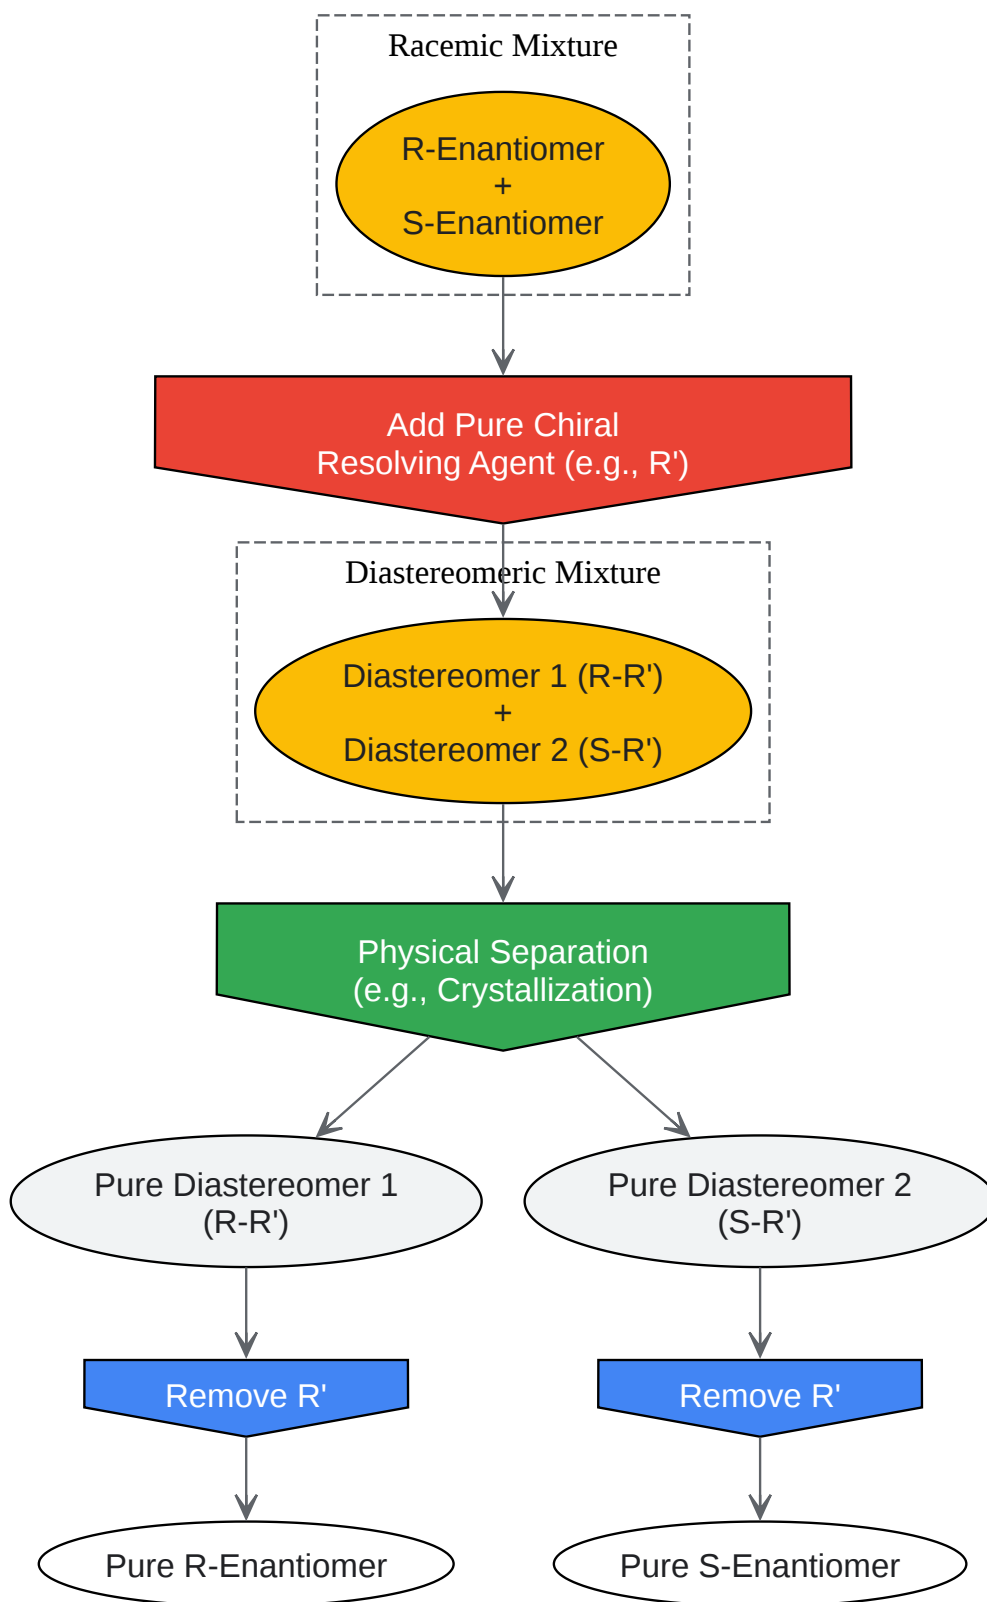 Racemic Mixture
R-Enantiomer
+
S-Enantiomer
Add Pure Chiral
Resolving Agent (e.g., R')
Diastereomeric Mixture
Diastereomer 1 (R-R')
+
Diastereomer 2 (S-R')
Physical Separation
(e.g., Crystallization)
Pure Diastereomer 1
(R-R')
Pure Diastereomer 2
(S-R')
Remove R'
Remove R'
Pure R-Enantiomer
Pure S-Enantiomer